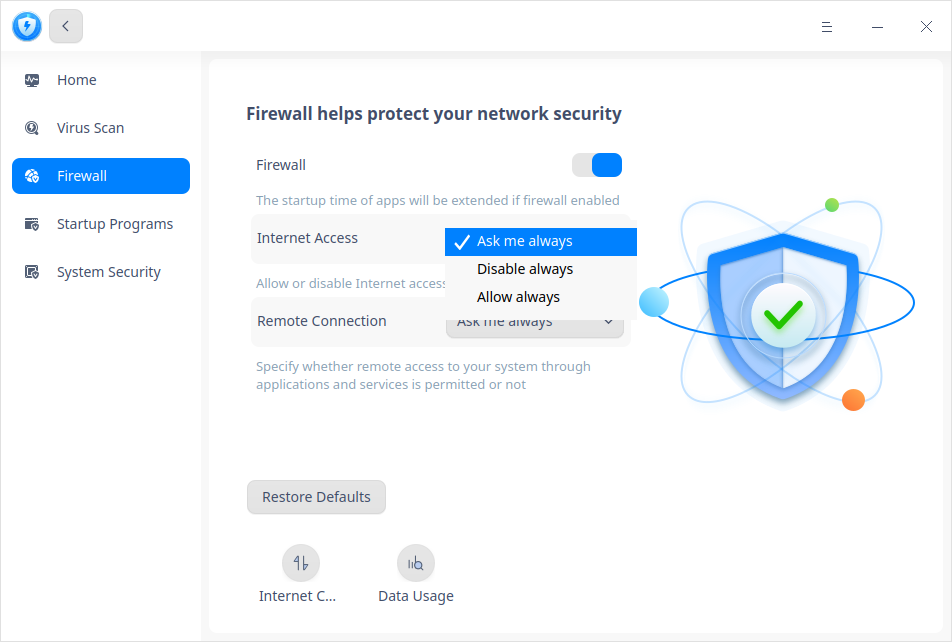 Home
Virus Scan
Firewall
Startup Programs
System Security
Firewall helps protect your network security
Firewall
The startup time of apps will be extended if firewall enabled
Internet Access
Ask me always
Disable always
Allow always
Allow or disable Internet access
Remote Connection
Ask me always
Specify whether remote access to your system through
applications and services is permitted or not
Restore Defaults
Internet C...
Data Usage